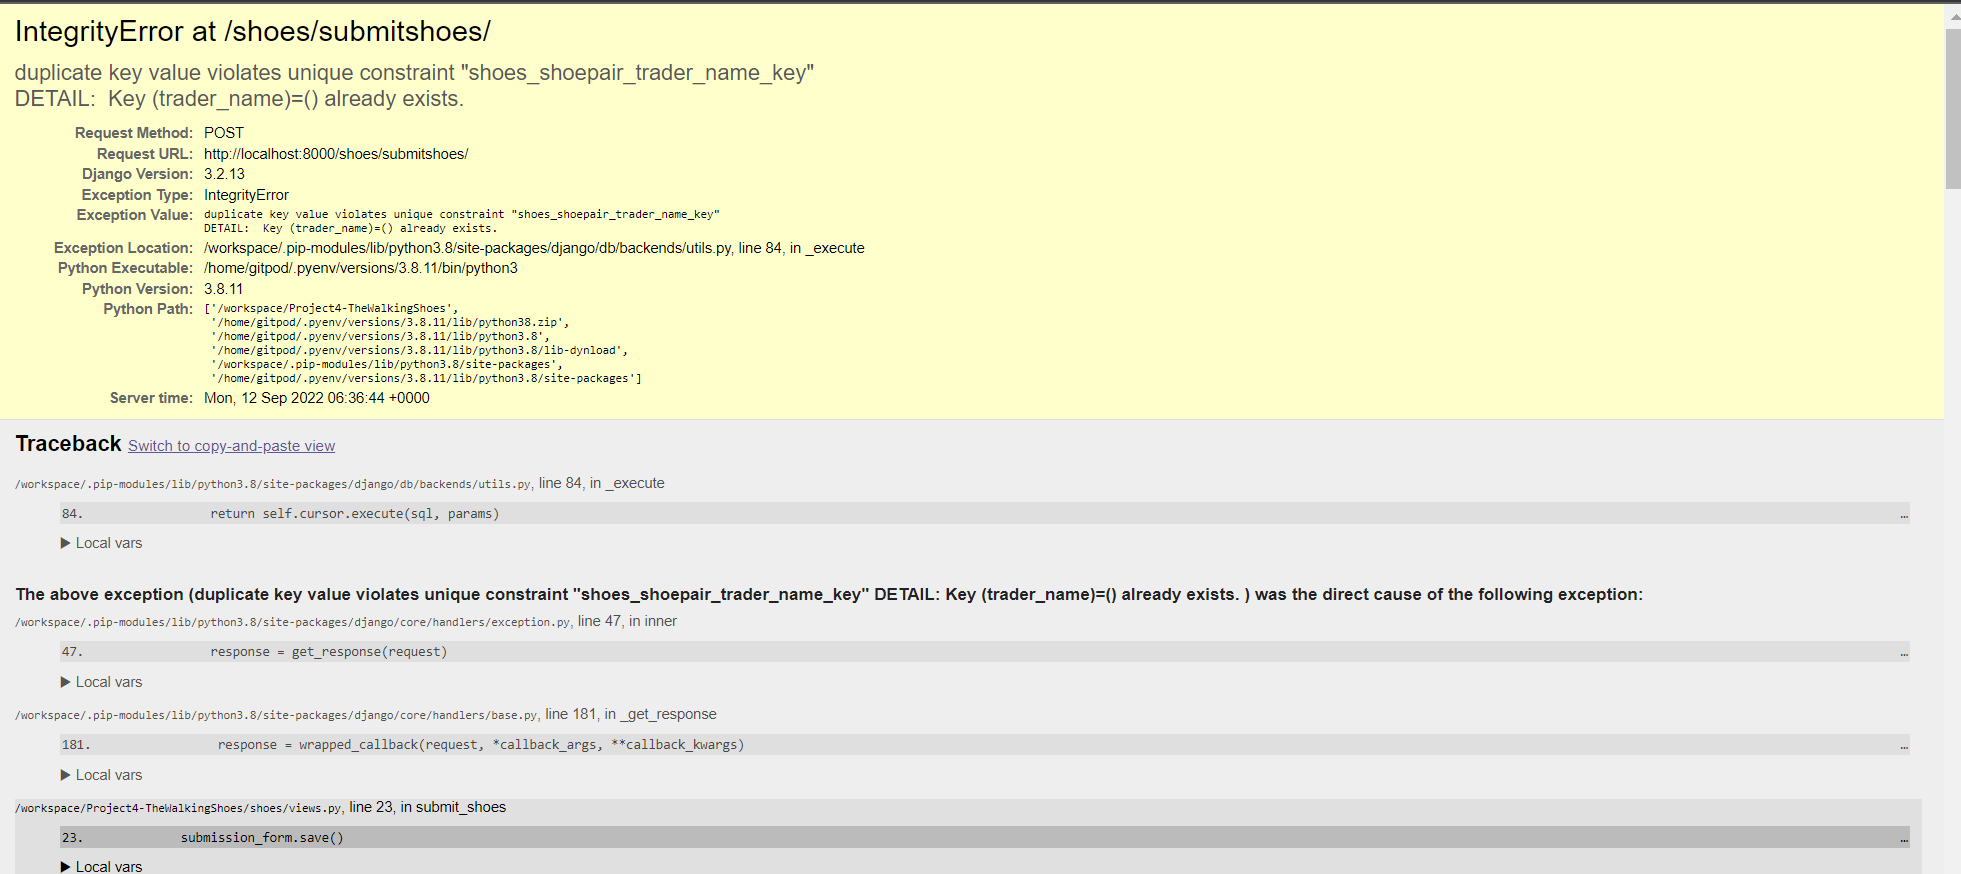 IntegrityError at /shoes/submitshoes/
duplicate key value violates unique constraint "shoes_shoepair_trader_name_key"
DETAIL:  Key (trader_name)=() already exists.
Request Method: POST
Request URL: http://localhost:8000/shoes/submitshoes/
Django Version: 3.2.13
Exception Type: IntegrityError
Exception Value: duplicate key value violates unique constraint "shoes_shoepair_trader_name_key"
DETAIL:  Key (trader_name)=() already exists.
Exception Location: /workspace/.pip-modules/lib/python3.8/site-packages/django/db/backends/utils.py, line 84, in _execute
Python Executable: /home/gitpod/.pyenv/versions/3.8.11/bin/python3
Python Version: 3.8.11
Python Path: ['/workspace/Project4-TheWalkingShoes',
'/home/gitpod/.pyenv/versions/3.8.11/lib/python38.zip',
'/home/gitpod/.pyenv/versions/3.8.11/lib/python3.8',
'/home/gitpod/.pyenv/versions/3.8.11/lib/python3.8/lib-dynload',
'/workspace/.pip-modules/lib/python3.8/site-packages',
'/home/gitpod/.pyenv/versions/3.8.11/lib/python3.8/site-packages']
Server time: Mon, 12 Sep 2022 06:36:44 +0000
Traceback Switch to copy-and-paste view
/workspace/.pip-modules/lib/python3.8/site-packages/django/db/backends/utils.py, line 84, in _execute
84. return self.cursor.execute(sql, params) …
▶ Local vars
The above exception (duplicate key value violates unique constraint "shoes_shoepair_trader_name_key" DETAIL: Key (trader_name)=() already exists. ) was the direct cause of the following exception:
/workspace/.pip-modules/lib/python3.8/site-packages/django/core/handlers/exception.py, line 47, in inner
47. response = get_response(request) …
▶ Local vars
/workspace/.pip-modules/lib/python3.8/site-packages/django/core/handlers/base.py, line 181, in _get_response
181. response = wrapped_callback(request, *callback_args, **callback_kwargs) …
▶ Local vars
/workspace/Project4-TheWalkingShoes/shoes/views.py, line 23, in submit_shoes
23. submission_form.save() …
▶ Local vars